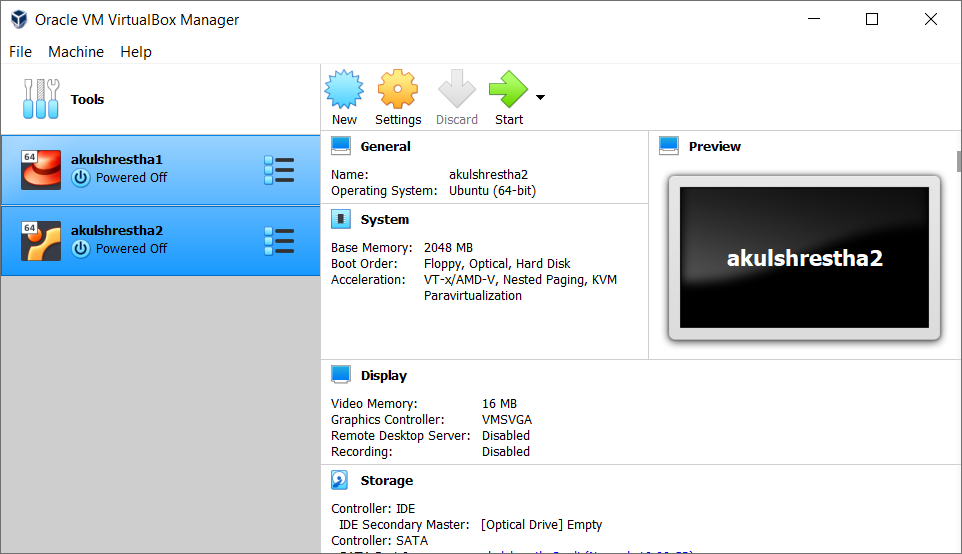 Oracle VM VirtualBox Manager
File Machine Help
Tools
New Settings Discard Start
64
akulshrestha1
Powered Off
64
akulshrestha2
Powered Off
General
Name: akulshrestha2
Operating System: Ubuntu (64-bit)
System
Base Memory: 2048 MB
Boot Order: Floppy, Optical, Hard Disk
Acceleration: VT-x/AMD-V, Nested Paging, KVM
Paravirtualization
Preview
akulshrestha2
Display
Video Memory: 16 MB
Graphics Controller: VMSVGA
Remote Desktop Server: Disabled
Recording: Disabled
Storage
Controller: IDE
IDE Secondary Master: [Optical Drive] Empty
Controller: SATA